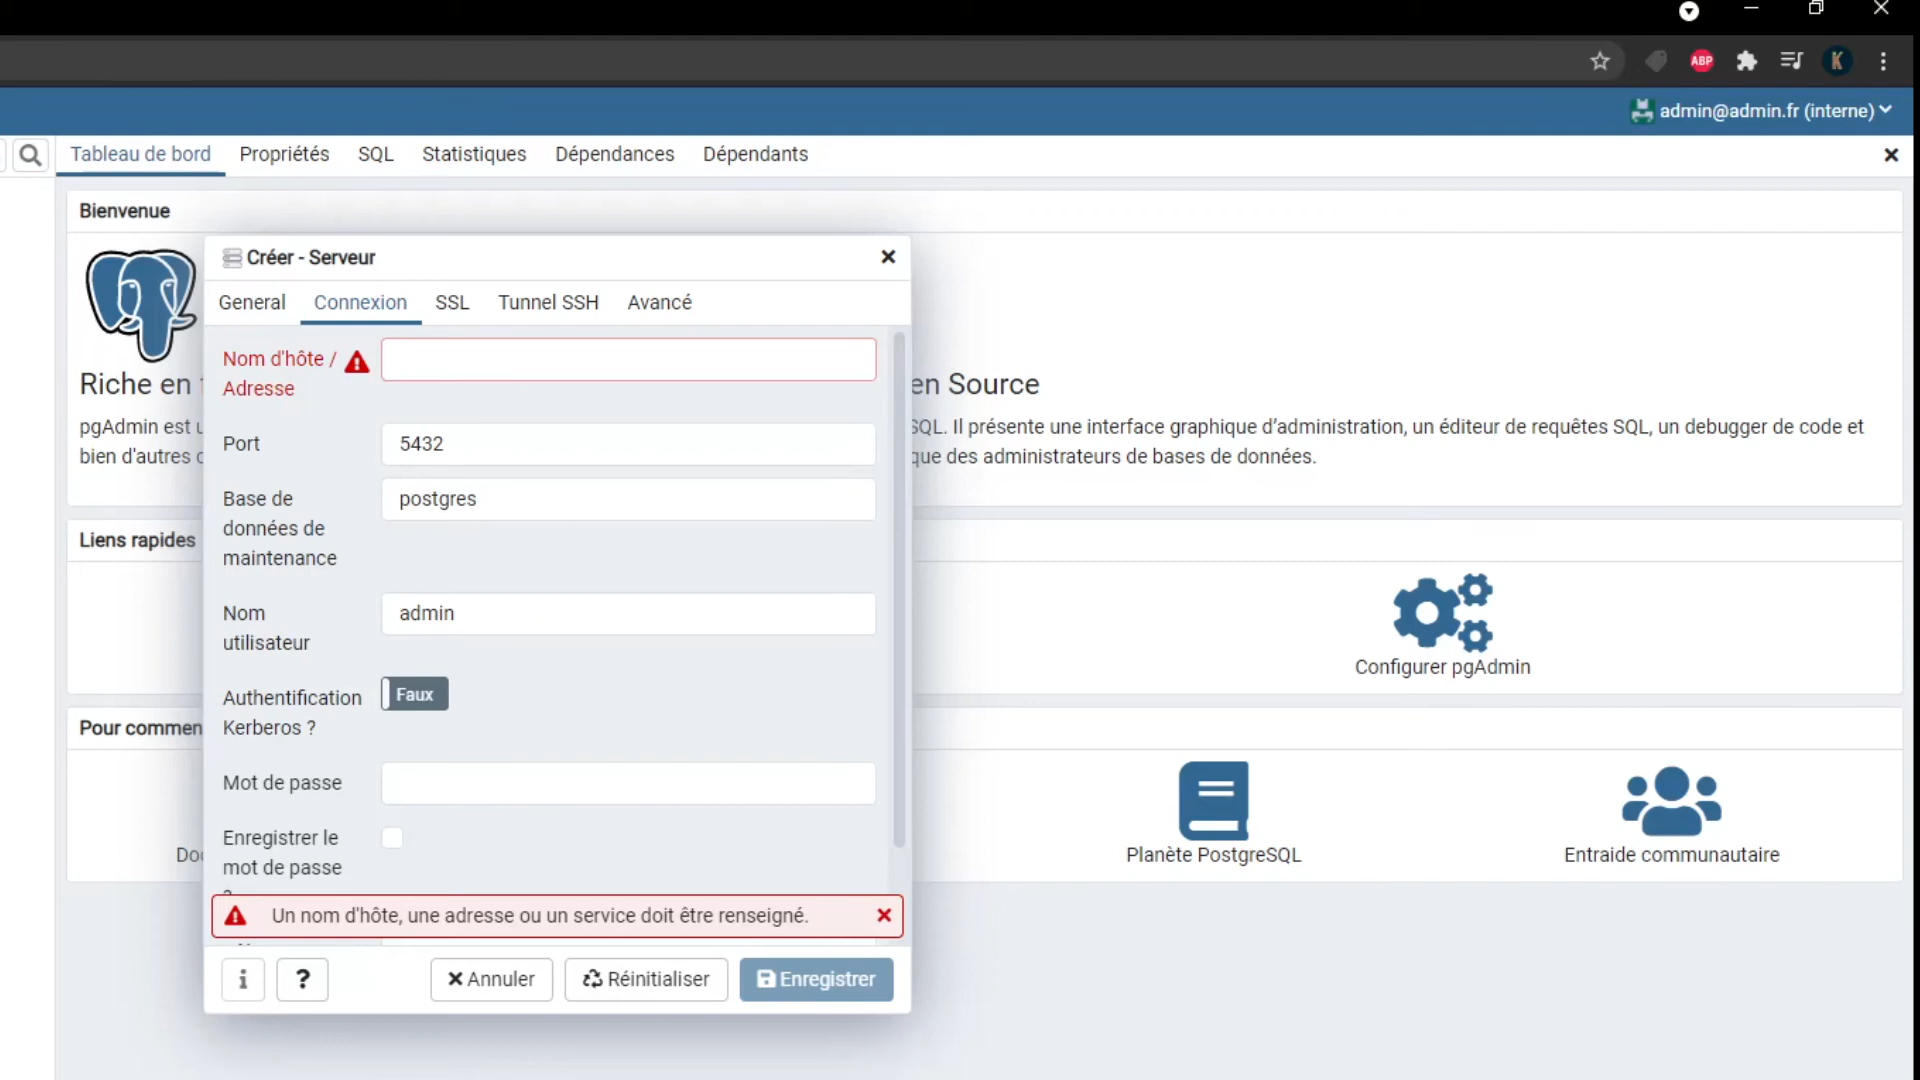 ABP
K
admin@admin.fr (interne)
Tableau de bord Propriétés SQL Statistiques Dépendances Dépendants
Bienvenue
Créer - Serveur
General Connexion SSL Tunnel SSH Avancé
Nom d'hôte /
Adresse
Riche en
en Source
pgAdmin est
SQL. Il présente une interface graphique d'administration, un éditeur de requêtes SQL, un debugger de code et
bien d'autres
que des administrateurs de bases de données.
Port 5432
Base de
données de
maintenance
postgres
Liens rapides
Nom
utilisateur
admin
Configurer pgAdmin
Authentification
Kerberos ?
Faux
Pour commen
Mot de passe
Enregistrer le
mot de passe
?
Planète PostgreSQL
Entraide communautaire
Un nom d'hôte, une adresse ou un service doit être renseigné.
i ? Annuler Réinitialiser Enregistrer